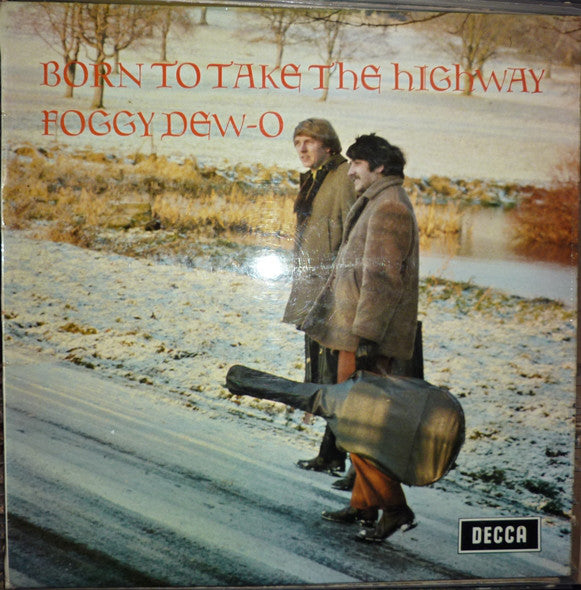 BORN TO TAKE The hIGhWAY
FOGGY DEW-O
DECCA